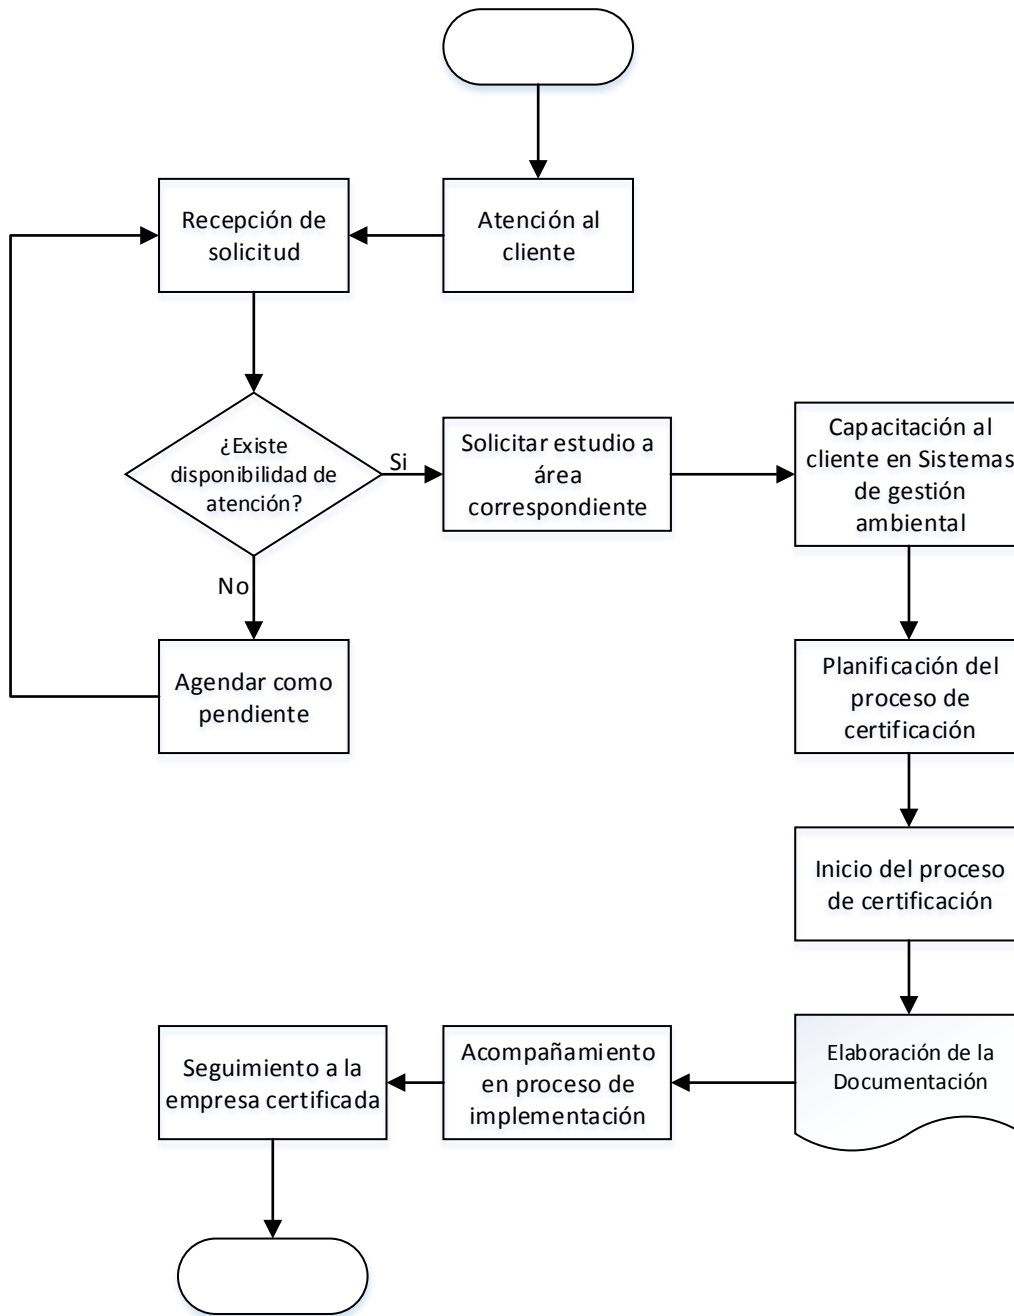 Atención al
cliente
Recepción de
solicitud
¿Existe
disponibilidad de
atención?
Si
No
Agendar como
pendiente
Solicitar estudio a
área
correspondiente
Capacitación al
cliente en Sistemas
de gestión
ambiental
Planificación del
proceso de
certificación
Inicio del proceso
de certificación
Elaboración de la
Documentación
Acompañamiento
en proceso de
implementación
Seguimiento a la
empresa certificada